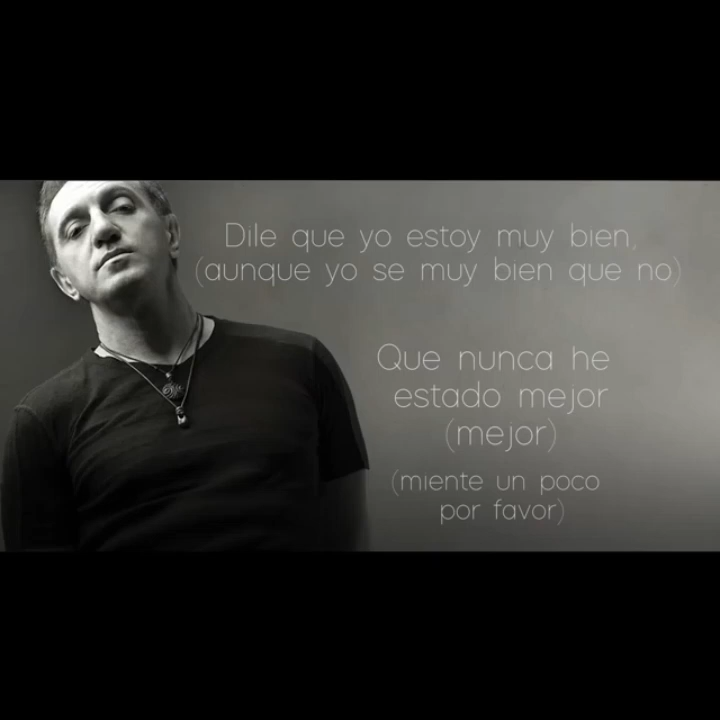 Dile que yo estoy muy bien,
(aunque yo se muy bien que no)
Que nunca he
estado mejor
(mejor)
(miente un poco
por favor)